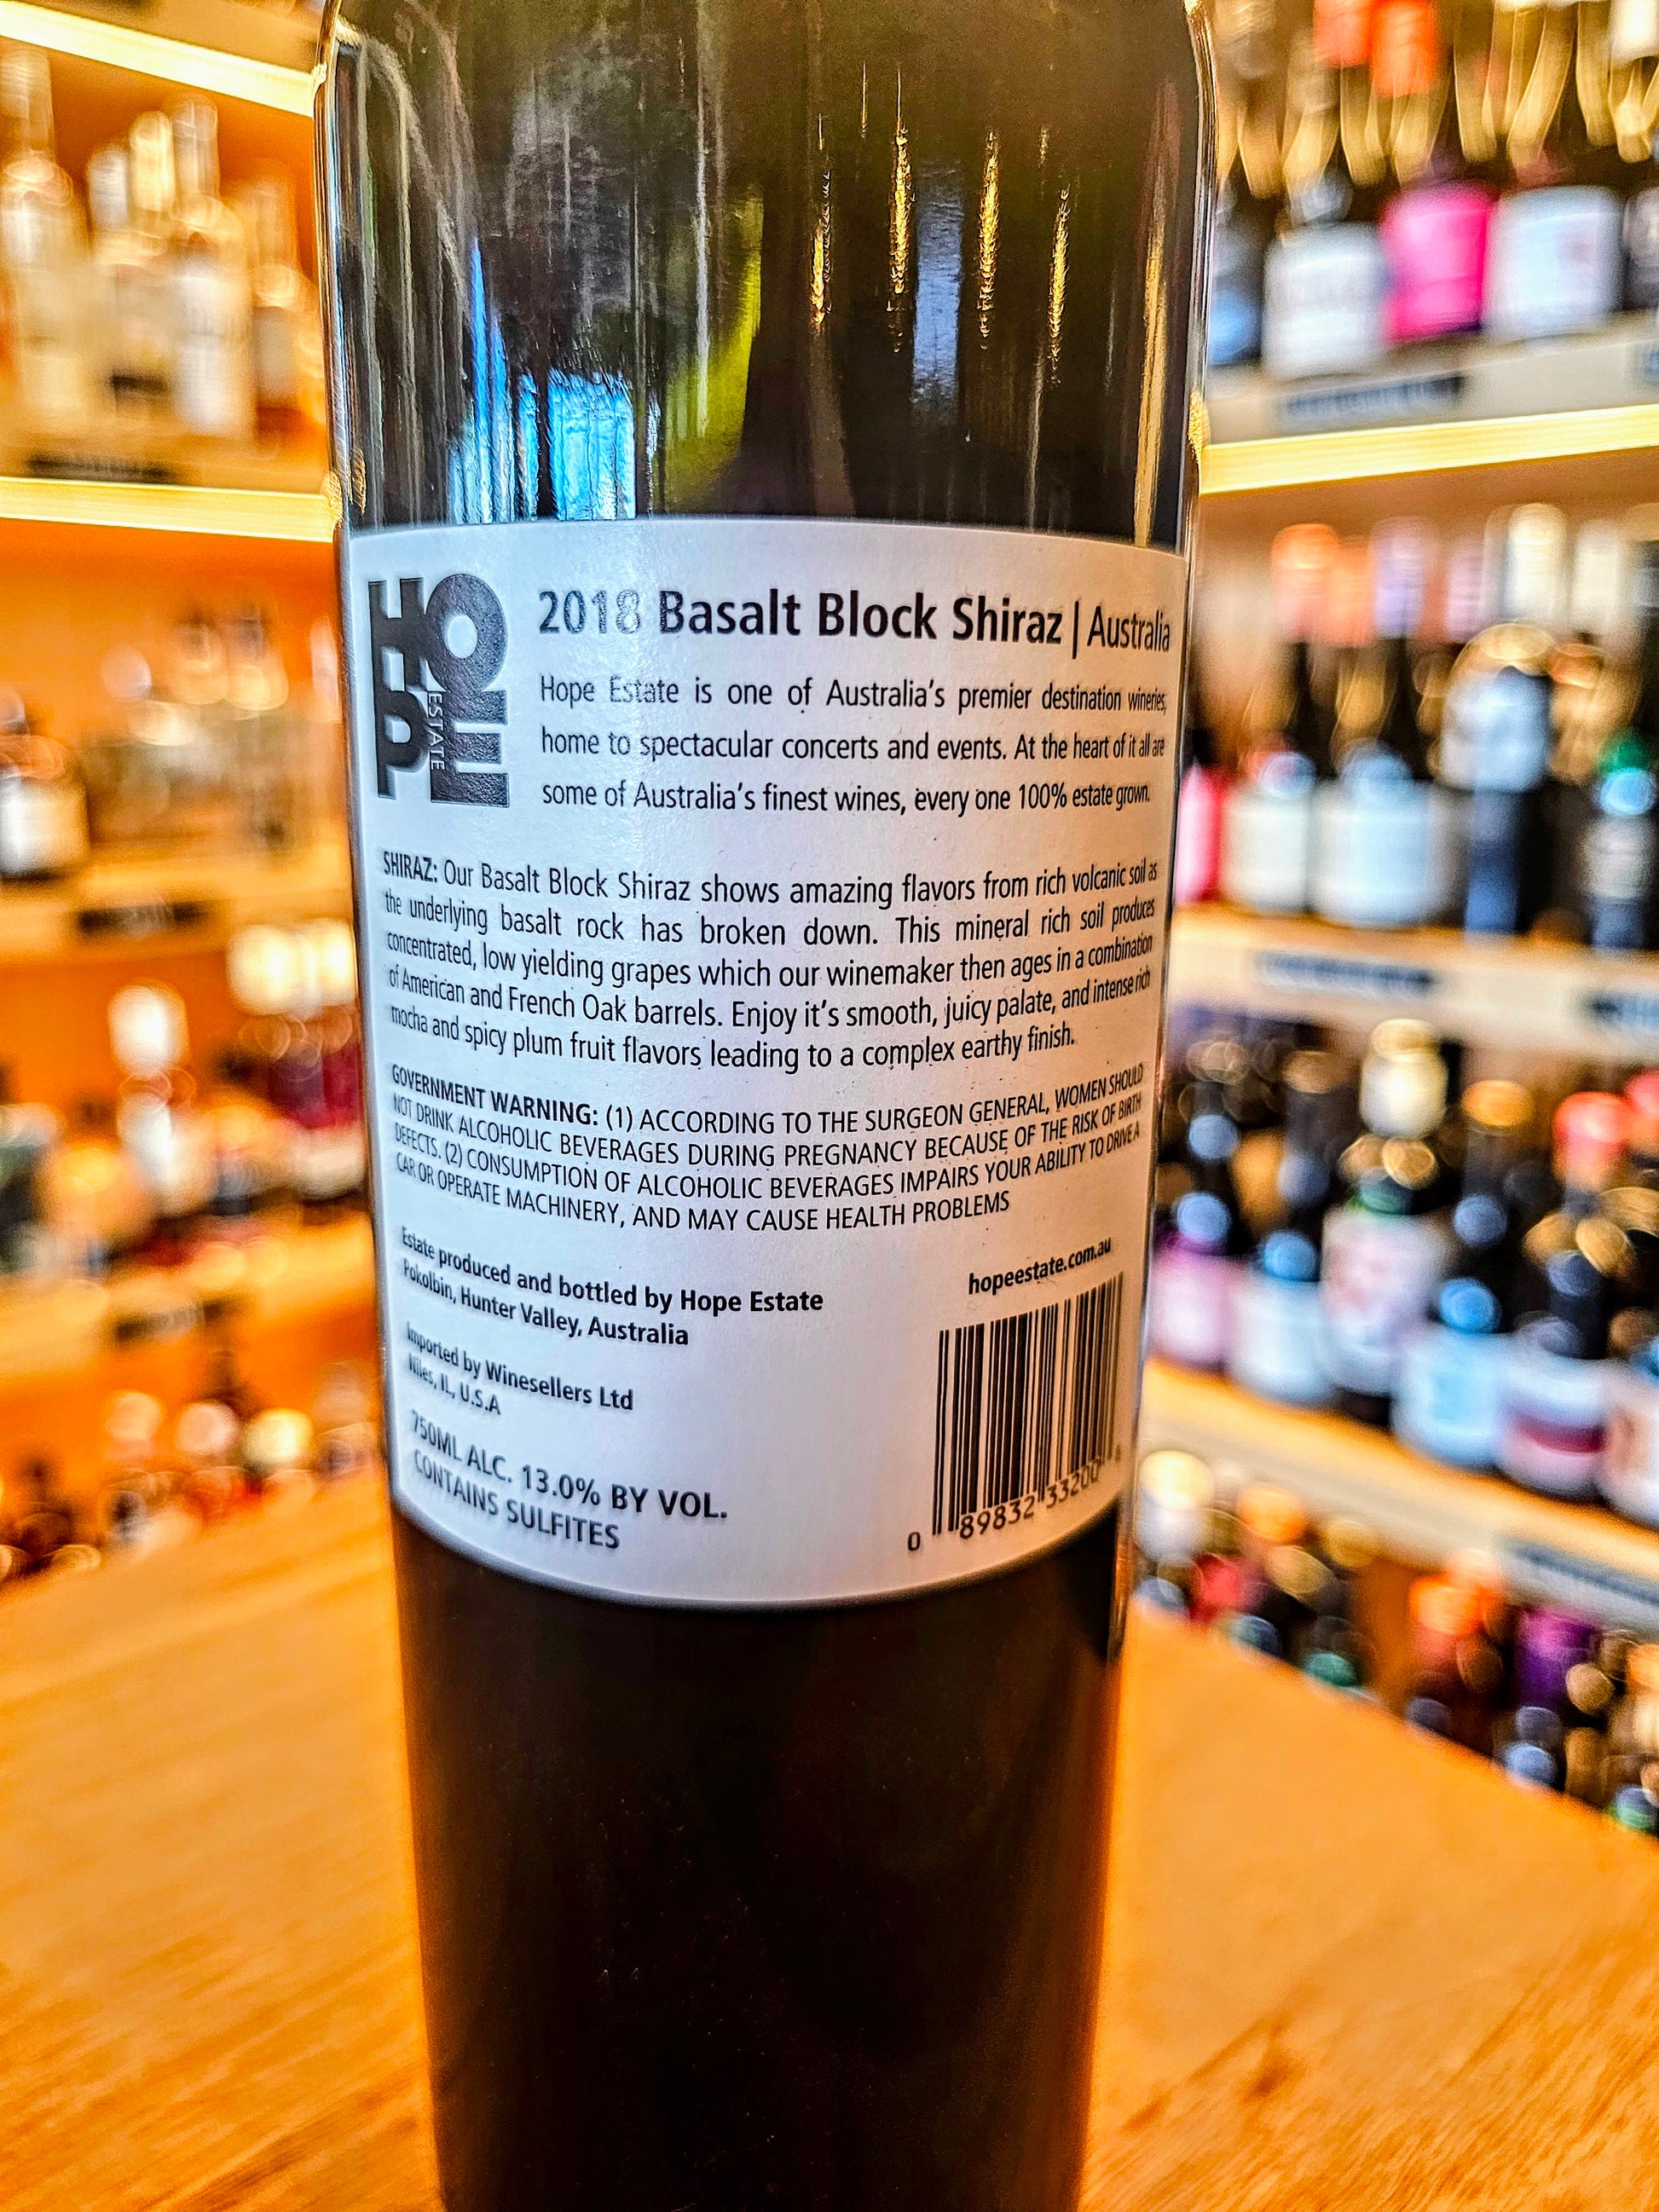 HOPE
ESTATE
2018 Basalt Block Shiraz | Australia
Hope Estate is one of Australia's premier destination wineries,
home to spectacular concerts and events. At the heart of it all are
some of Australia's finest wines, every one 100% estate grown.
SHIRAZ: Our Basalt Block Shiraz shows amazing flavors from rich volcanic soil as
the underlying basalt rock has broken down. This mineral rich soil produces
concentrated, low yielding grapes which our winemaker then ages in a combination
of American and French Oak barrels. Enjoy it's smooth, juicy palate, and intense rich
mocha and spicy plum fruit flavors leading to a complex earthy finish.
GOVERNMENT WARNING: (1) ACCORDING TO THE SURGEON GENERAL, WOMEN SHOULD
NOT DRINK ALCOHOLIC BEVERAGES DURING PREGNANCY BECAUSE OF THE RISK OF BIRTH
DEFECTS. (2) CONSUMPTION OF ALCOHOLIC BEVERAGES IMPAIRS YOUR ABILITY TO DRIVE A
CAR OR OPERATE MACHINERY, AND MAY CAUSE HEALTH PROBLEMS
Estate produced and bottled by Hope Estate
Pokolbin, Hunter Valley, Australia
hopeestate.com.au
Imported by Winesellers Ltd
Niles, IL, U.S.A
750ML ALC. 13.0% BY VOL.
CONTAINS SULFITES
0 89832 33200